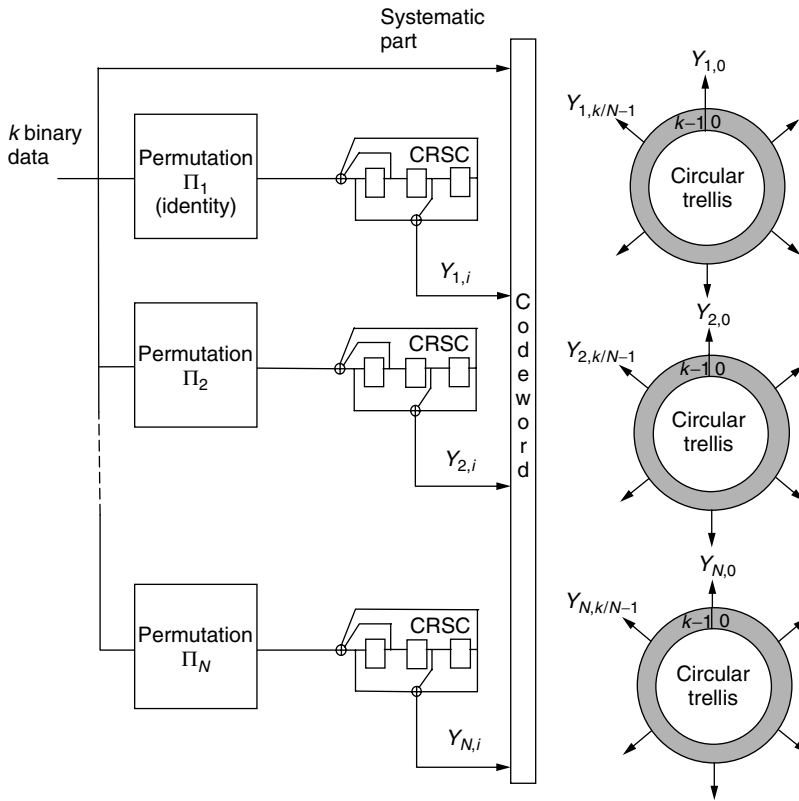 Systematic
part
k binary
data
Permutation
Π1
(identity)
CRSC
Y1,i
Y1,0
Y1,k/N−1
k−1 0
Circular
trellis
Permutation
Π2
CRSC
Y2,i
Y2,0
Y2,k/N−1
k−1 0
Circular
trellis
Permutation
ΠN
CRSC
YN,i
YN,0
YN,k/N−1
k−1 0
Circular
trellis
Codeword